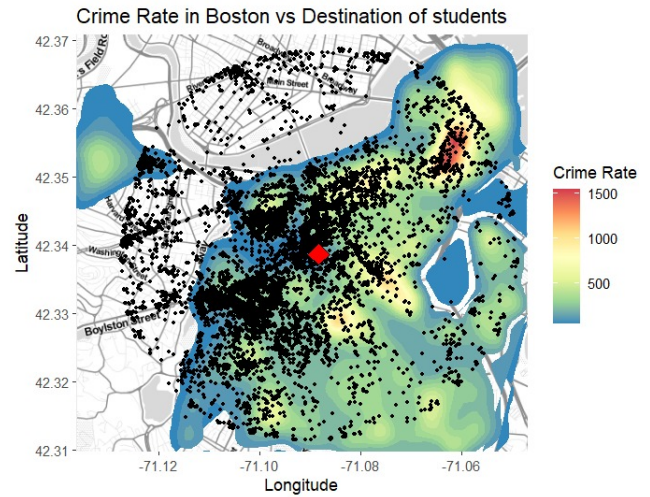 Crime Rate in Boston vs Destination of students
42.37
42.36
42.35
42.34
42.33
42.32
42.31
Latitude
-71.12
-71.10
-71.08
-71.06
Longitude
Main Street
Boylston Street
Crime Rate
1500
1000
500